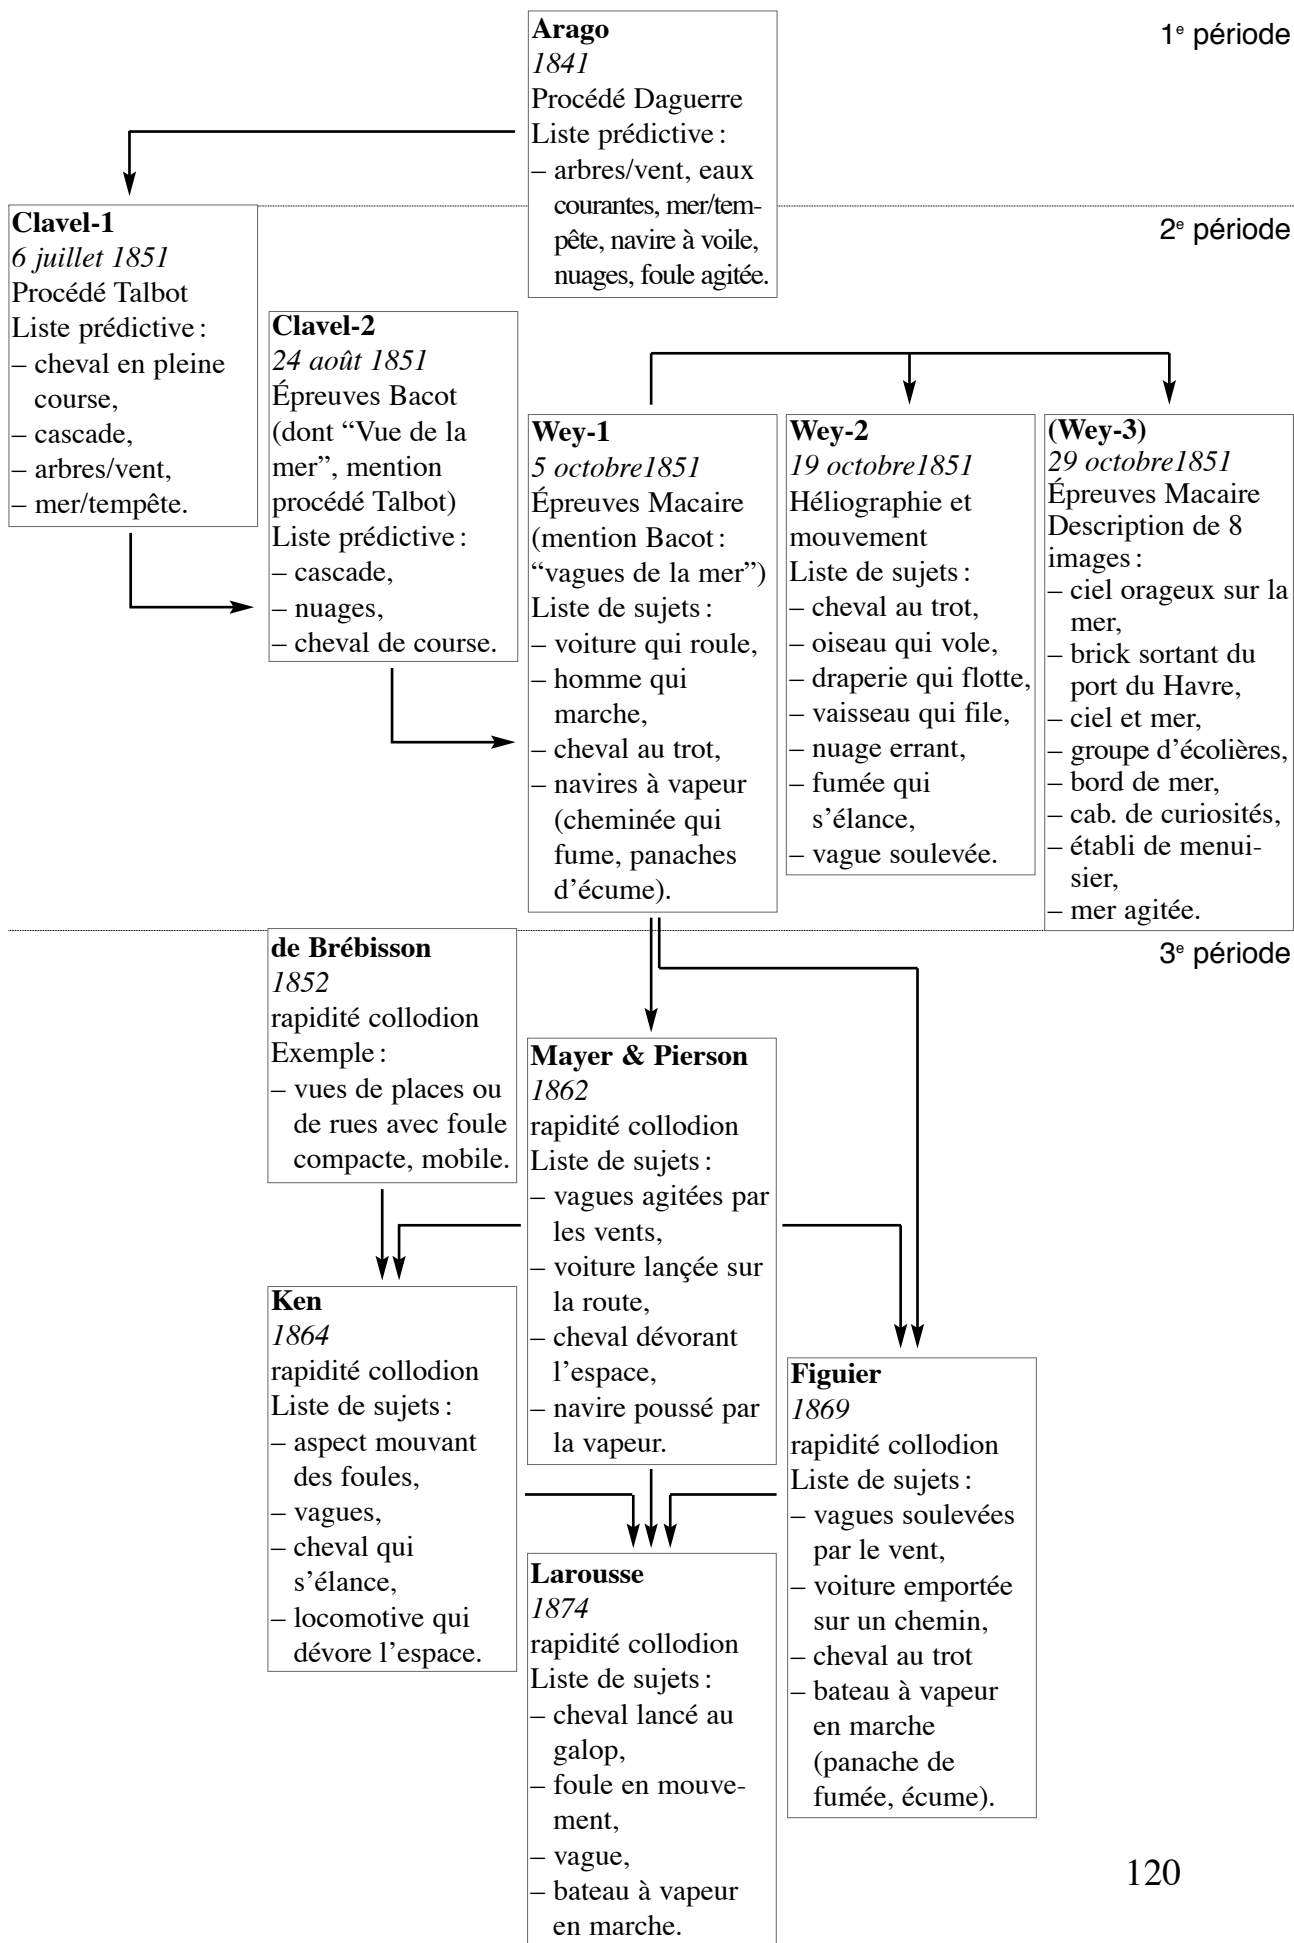 1e période
Arago
1841
Procédé Daguerre
Liste prédictive :
– arbres/vent, eaux
courantes, mer/tem-
pête, navire à voile,
nuages, foule agitée.
2e période
Clavel-1
6 juillet 1851
Procédé Talbot
Liste prédictive :
– cheval en pleine
course,
– cascade,
– arbres/vent,
– mer/tempête.
Clavel-2
24 août 1851
Épreuves Bacot
(dont “Vue de la
mer”, mention
procédé Talbot)
Liste prédictive :
– cascade,
– nuages,
– cheval de course.
Wey-1
5 octobre1851
Épreuves Macaire
(mention Bacot :
“vagues de la mer”)
Liste de sujets :
– voiture qui roule,
– homme qui
marche,
– cheval au trot,
– navires à vapeur
(cheminée qui
fume, panaches
d’écume).
Wey-2
19 octobre1851
Héliographie et
mouvement
Liste de sujets :
– cheval au trot,
– oiseau qui vole,
– draperie qui flotte,
– vaisseau qui file,
– nuage errant,
– fumée qui
s’élance,
– vague soulevée.
(Wey-3)
29 octobre1851
Épreuves Macaire
Description de 8
images :
– ciel orageux sur la
mer,
– brick sortant du
port du Havre,
– ciel et mer,
– groupe d’écolières,
– bord de mer,
– cab. de curiosités,
– établi de menui-
sier,
– mer agitée.
3e période
de Brébisson
1852
rapidité collodion
Exemple :
– vues de places ou
de rues avec foule
compacte, mobile.
Mayer & Pierson
1862
rapidité collodion
Liste de sujets :
– vagues agitées par
les vents,
– voiture lançée sur
la route,
– cheval dévorant
l’espace,
– navire poussé par
la vapeur.
Ken
1864
rapidité collodion
Liste de sujets :
– aspect mouvant
des foules,
– vagues,
– cheval qui
s’élance,
– locomotive qui
dévore l’espace.
Figuier
1869
rapidité collodion
Liste de sujets :
– vagues soulevées
par le vent,
– voiture emportée
sur un chemin,
– cheval au trot
– bateau à vapeur
en marche
(panache de
fumée, écume).
Larousse
1874
rapidité collodion
Liste de sujets :
– cheval lancé au
galop,
– foule en mouve-
ment,
– vague,
– bateau à vapeur
en marche.
120